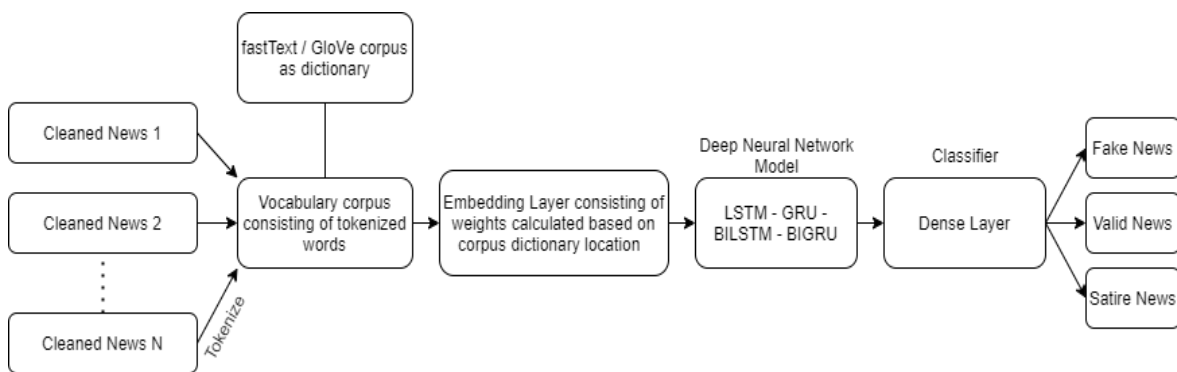 fastText / GloVe corpus
as dictionary
Cleaned News 1
Cleaned News 2
Cleaned News N
Tokenize
Vocabulary corpus
consisting of tokenized
words
Embedding Layer consisting of
weights calculated based on
corpus dictionary location
Deep Neural Network
Model
LSTM - GRU -
BILSTM - BIGRU
Classifier
Dense Layer
Fake News
Valid News
Satire News